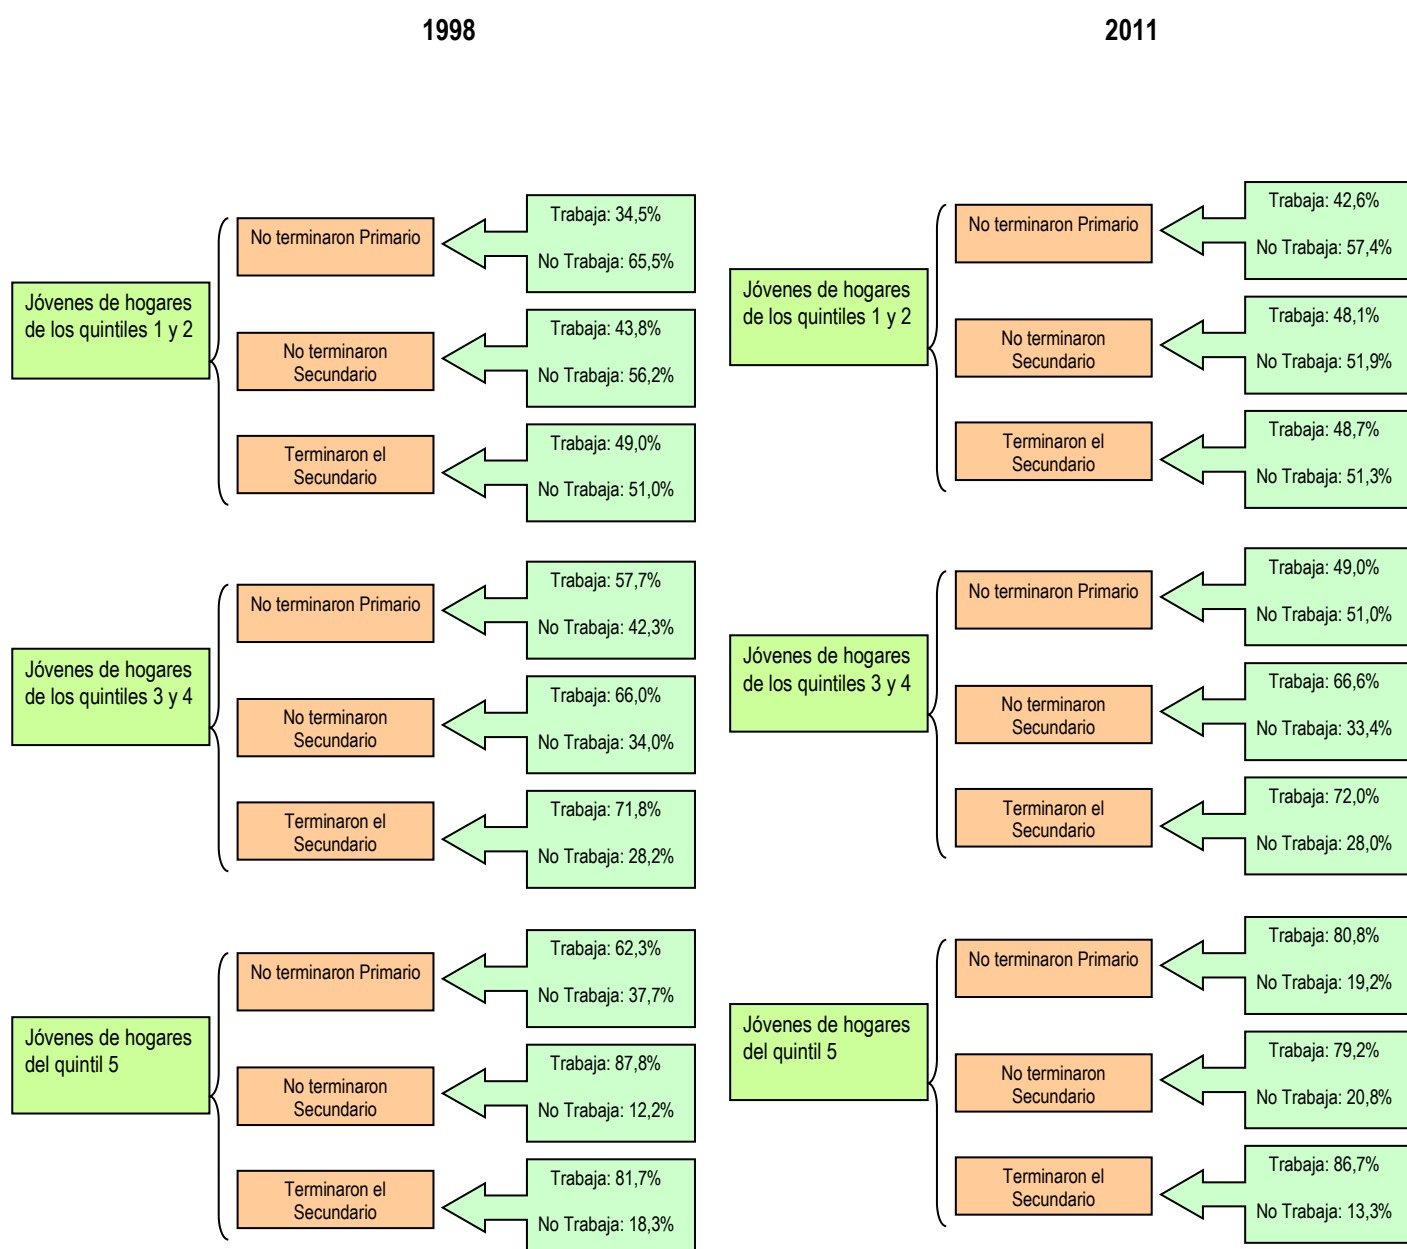 1998
2011
Jóvenes de hogares
de los quintiles 1 y 2
No terminaron Primario
Trabaja: 34,5%
No Trabaja: 65,5%
No terminaron
Secundario
Trabaja: 43,8%
No Trabaja: 56,2%
Terminaron el
Secundario
Trabaja: 49,0%
No Trabaja: 51,0%
Jóvenes de hogares
de los quintiles 3 y 4
No terminaron Primario
Trabaja: 57,7%
No Trabaja: 42,3%
No terminaron
Secundario
Trabaja: 66,0%
No Trabaja: 34,0%
Terminaron el
Secundario
Trabaja: 71,8%
No Trabaja: 28,2%
Jóvenes de hogares
del quintil 5
No terminaron Primario
Trabaja: 62,3%
No Trabaja: 37,7%
No terminaron
Secundario
Trabaja: 87,8%
No Trabaja: 12,2%
Terminaron el
Secundario
Trabaja: 81,7%
No Trabaja: 18,3%
Jóvenes de hogares
de los quintiles 1 y 2
No terminaron Primario
Trabaja: 42,6%
No Trabaja: 57,4%
No terminaron
Secundario
Trabaja: 48,1%
No Trabaja: 51,9%
Terminaron el
Secundario
Trabaja: 48,7%
No Trabaja: 51,3%
Jóvenes de hogares
de los quintiles 3 y 4
No terminaron Primario
Trabaja: 49,0%
No Trabaja: 51,0%
No terminaron
Secundario
Trabaja: 66,6%
No Trabaja: 33,4%
Terminaron el
Secundario
Trabaja: 72,0%
No Trabaja: 28,0%
Jóvenes de hogares
del quintil 5
No terminaron Primario
Trabaja: 80,8%
No Trabaja: 19,2%
No terminaron
Secundario
Trabaja: 79,2%
No Trabaja: 20,8%
Terminaron el
Secundario
Trabaja: 86,7%
No Trabaja: 13,3%